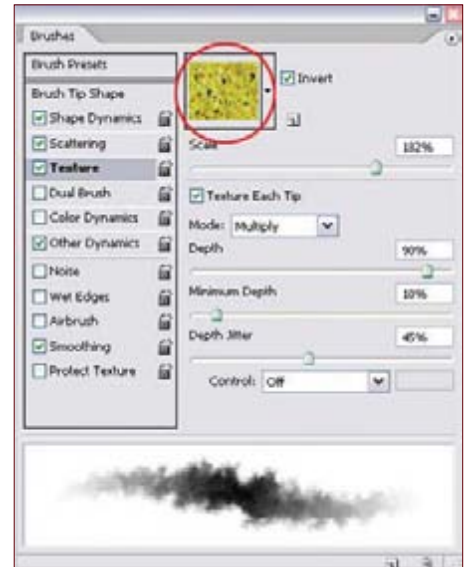 Brushes
Brush Presets
Brush Tip Shape
Shape Dynamics
Scattering
Texture
Dual Brush
Color Dynamics
Other Dynamics
Noise
Wet Edges
Airbrush
Smoothing
Protect Texture
Invert
Scale 182%
Texture Each Tip
Mode: Multiply
Depth 90%
Minimum Depth 10%
Depth Jitter 45%
Control: Off